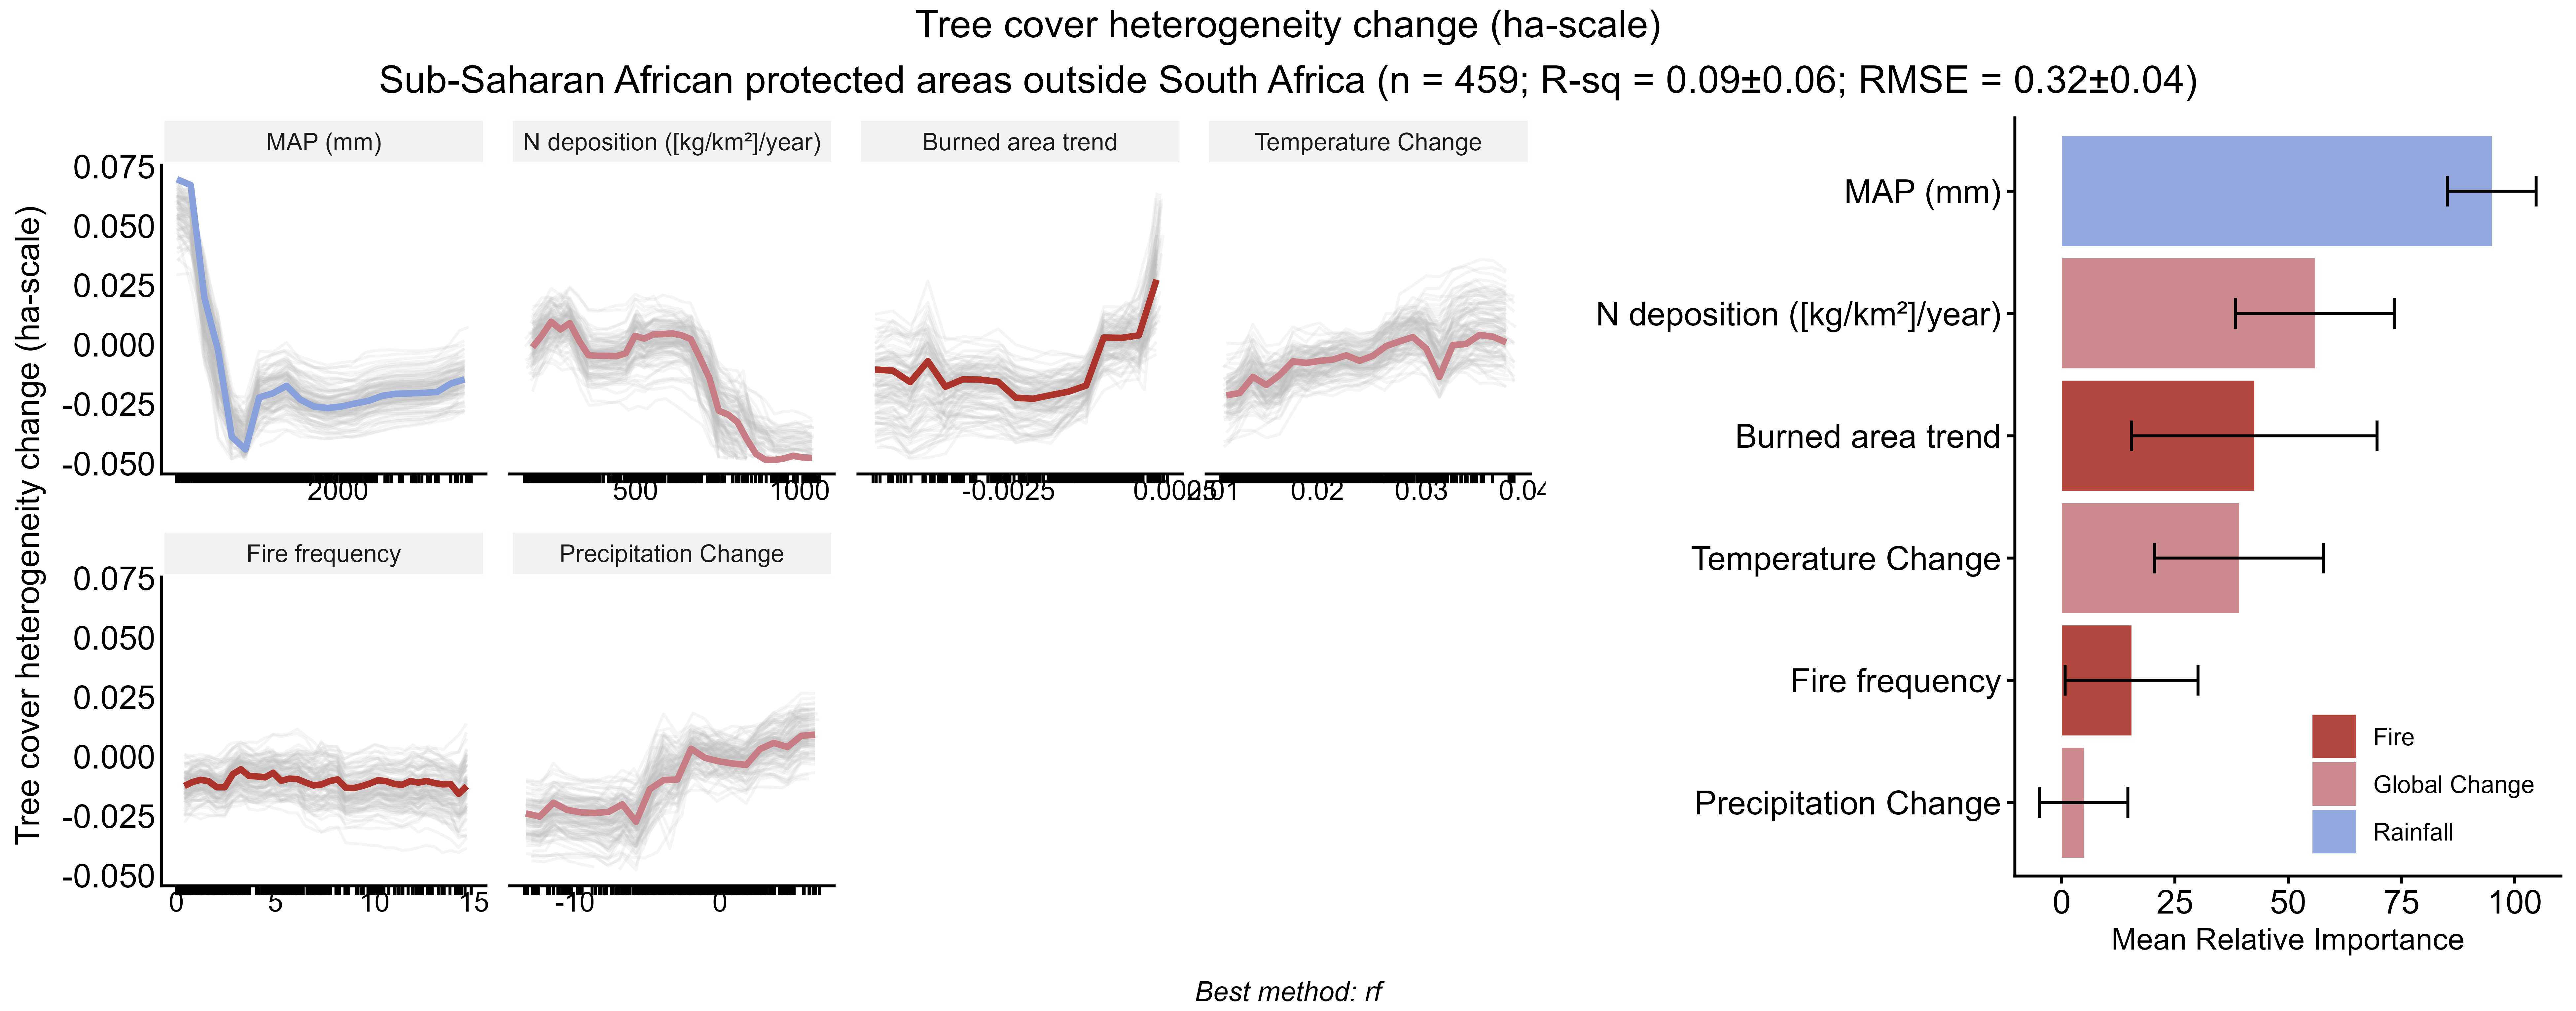 Tree cover heterogeneity change (ha-scale)
Sub-Saharan African protected areas outside South Africa (n = 459; R-sq = 0.09±0.06; RMSE = 0.32±0.04)
Tree cover heterogeneity change (ha-scale)
MAP (mm)
N deposition ([kg/km²]/year)
Burned area trend
Temperature Change
0.075
0.050
0.025
0.000
-0.025
-0.050
2000
500 1000
-0.0025 0.0025
0.02 0.03 0.04
Fire frequency
Precipitation Change
0.075
0.050
0.025
0.000
-0.025
-0.050
0 5 10 15
-10 0
MAP (mm)
N deposition ([kg/km²]/year)
Burned area trend
Temperature Change
Fire frequency
Precipitation Change
Fire
Global Change
Rainfall
0 25 50 75 100
Mean Relative Importance
Best method: rf